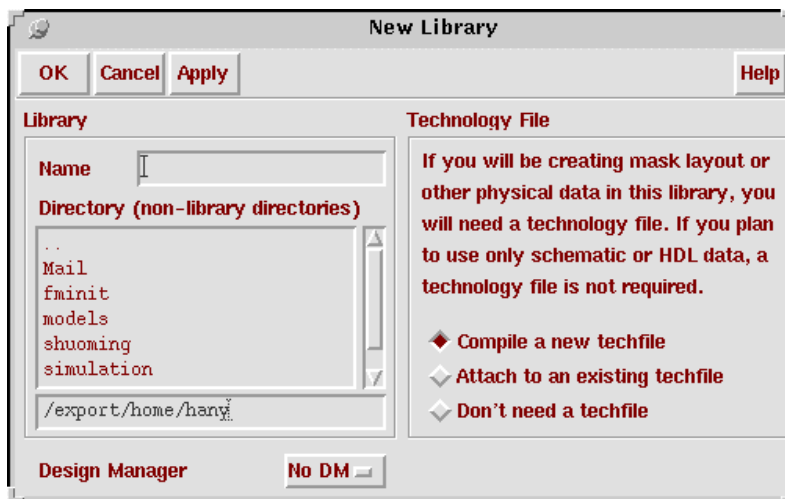 New Library
OK Cancel Apply Help
Library
Name
Directory (non-library directories)
..
Mail
fminit
models
shuoming
simulation
/export/home/hany
Design Manager No DM
Technology File
If you will be creating mask layout or
other physical data in this library, you
will need a technology file. If you plan
to use only schematic or HDL data, a
technology file is not required.
Compile a new techfile
Attach to an existing techfile
Don't need a techfile